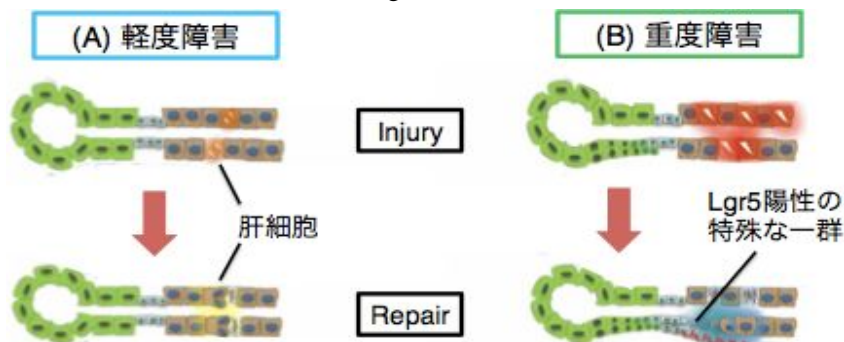 (A) 軽度障害
(B) 重度障害
Injury
肝細胞
Lgr5陽性の
特殊な一群
Repair